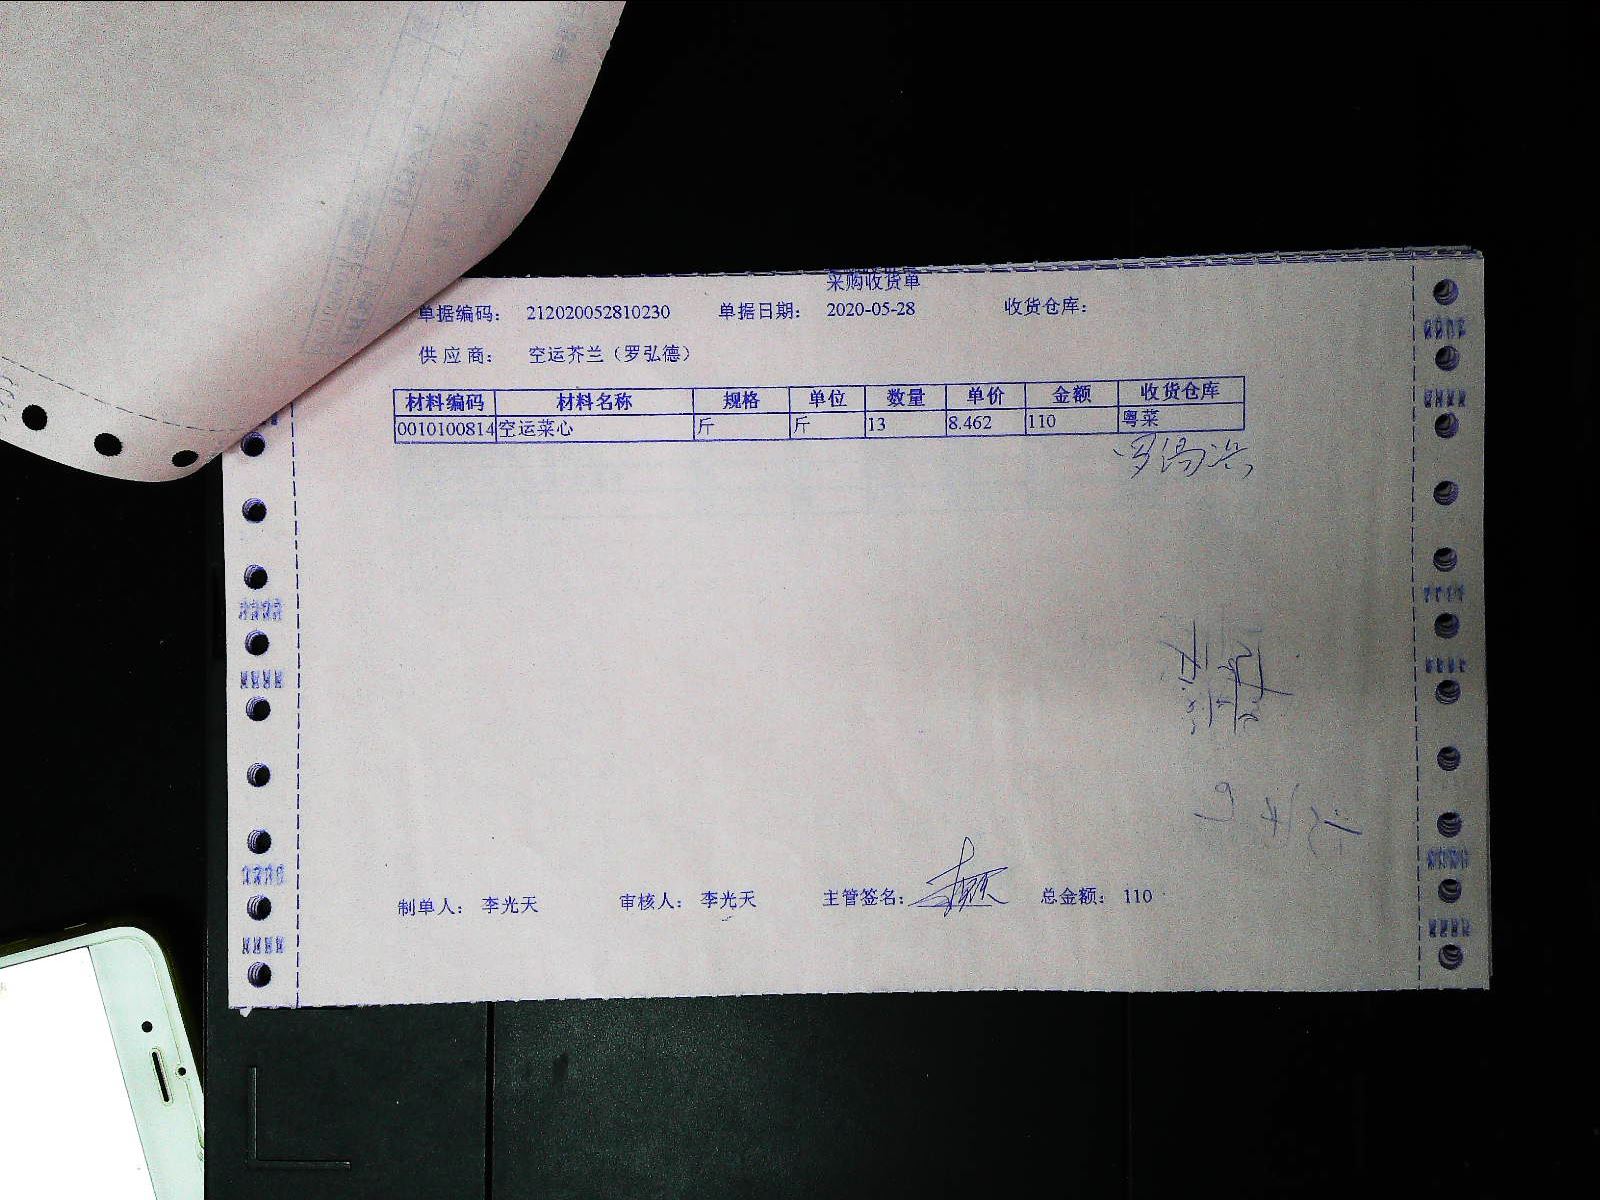 采购收货单
单据编码： 212020052810230 单据日期： 2020-05-28 收货仓库：
供 应 商： 空运芥兰（罗弘德）
材料编码 材料名称 规格 单位 数量 单价 金额 收货仓库
0010100814 空运菜心 斤 斤 13 8.462 110 粤菜
制单人： 李光天 审核人： 李光天 主管签名： 总金额： 110